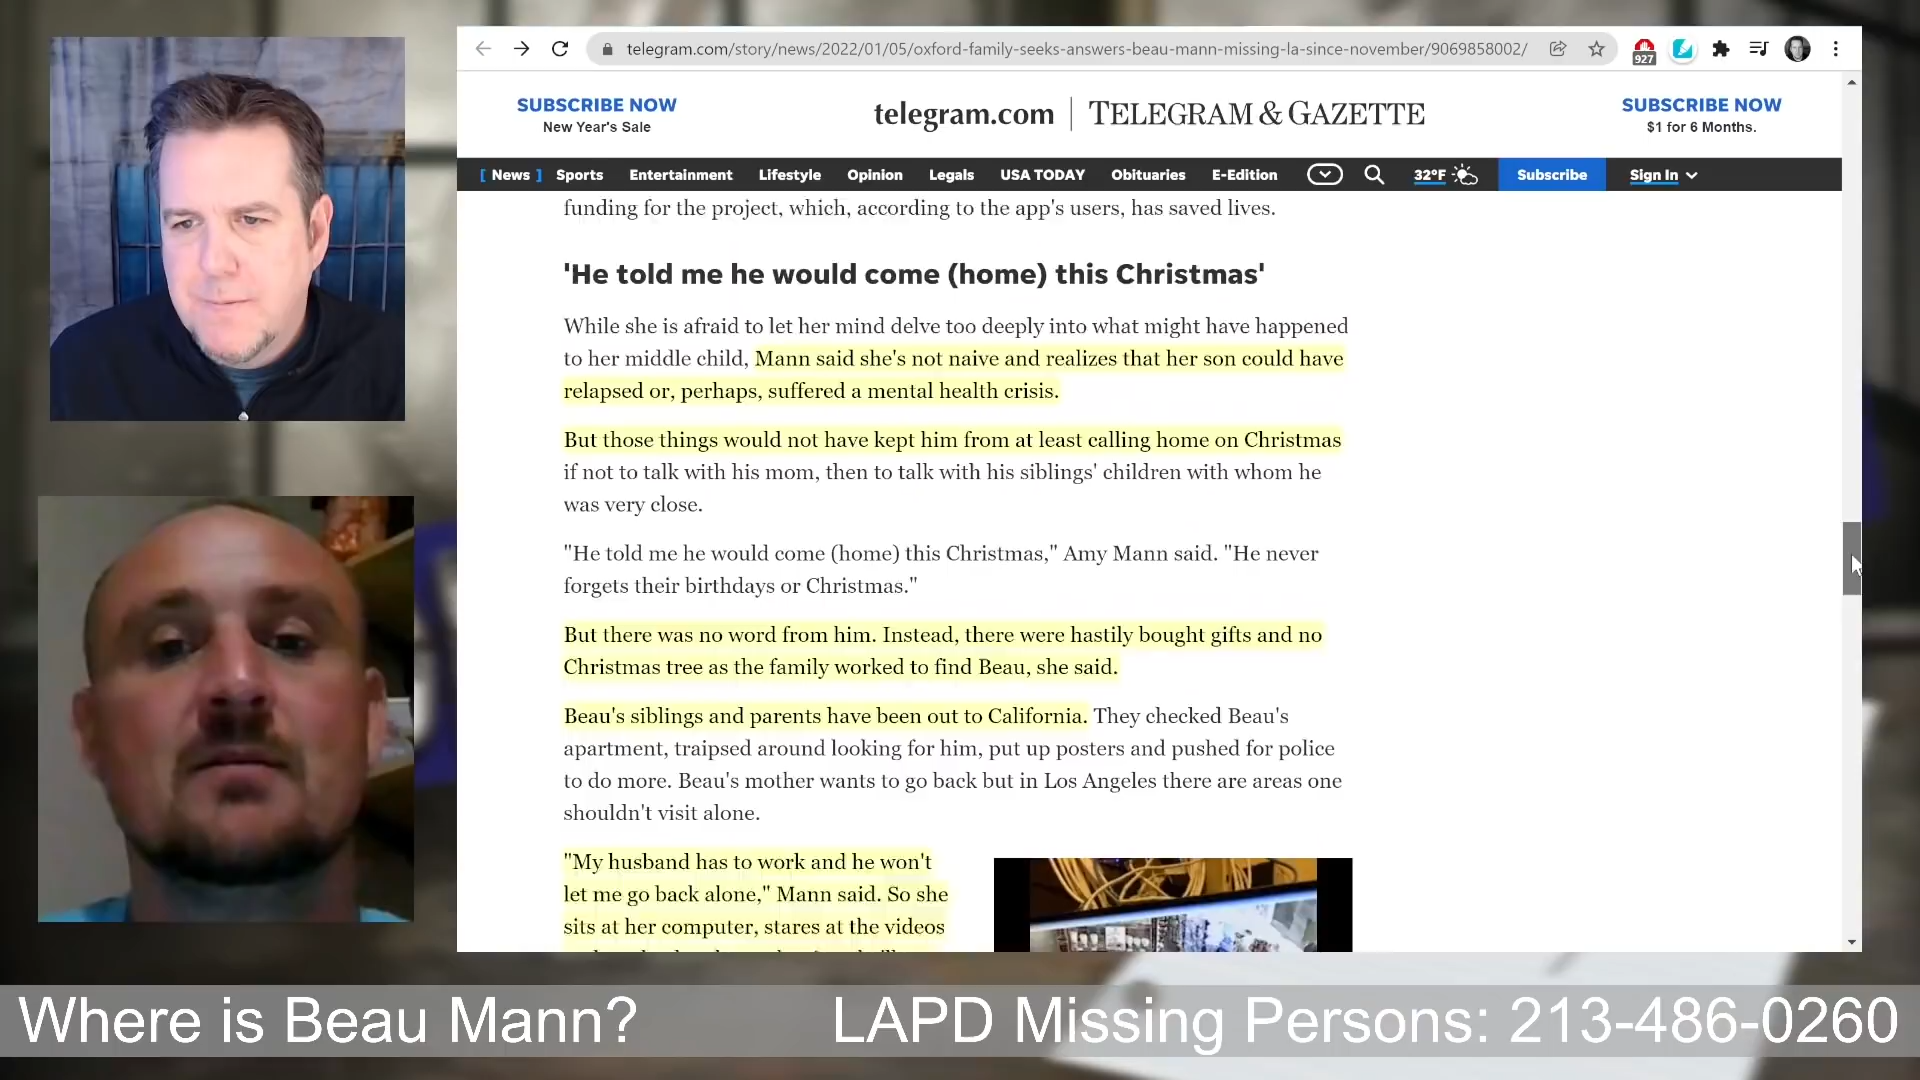 telegram.com/story/news/2022/01/05/oxford-family-seeks-answers-beau-mann-missing-la-since-november/9069858002/
927
SUBSCRIBE NOW
New Year's Sale
telegram.com | TELEGRAM & GAZETTE
SUBSCRIBE NOW
$1 for 6 Months.
[ News ] Sports Entertainment Lifestyle Opinion Legals USA TODAY Obituaries E-Edition 32°F Subscribe Sign In
funding for the project, which, according to the app's users, has saved lives.
'He told me he would come (home) this Christmas'
While she is afraid to let her mind delve too deeply into what might have happened
to her middle child, Mann said she's not naive and realizes that her son could have
relapsed or, perhaps, suffered a mental health crisis.
But those things would not have kept him from at least calling home on Christmas
if not to talk with his mom, then to talk with his siblings' children with whom he
was very close.
"He told me he would come (home) this Christmas," Amy Mann said. "He never
forgets their birthdays or Christmas."
But there was no word from him. Instead, there were hastily bought gifts and no
Christmas tree as the family worked to find Beau, she said.
Beau's siblings and parents have been out to California. They checked Beau's
apartment, traipsed around looking for him, put up posters and pushed for police
to do more. Beau's mother wants to go back but in Los Angeles there are areas one
shouldn't visit alone.
"My husband has to work and he won't
let me go back alone," Mann said. So she
sits at her computer, stares at the videos
Where is Beau Mann? LAPD Missing Persons: 213-486-0260